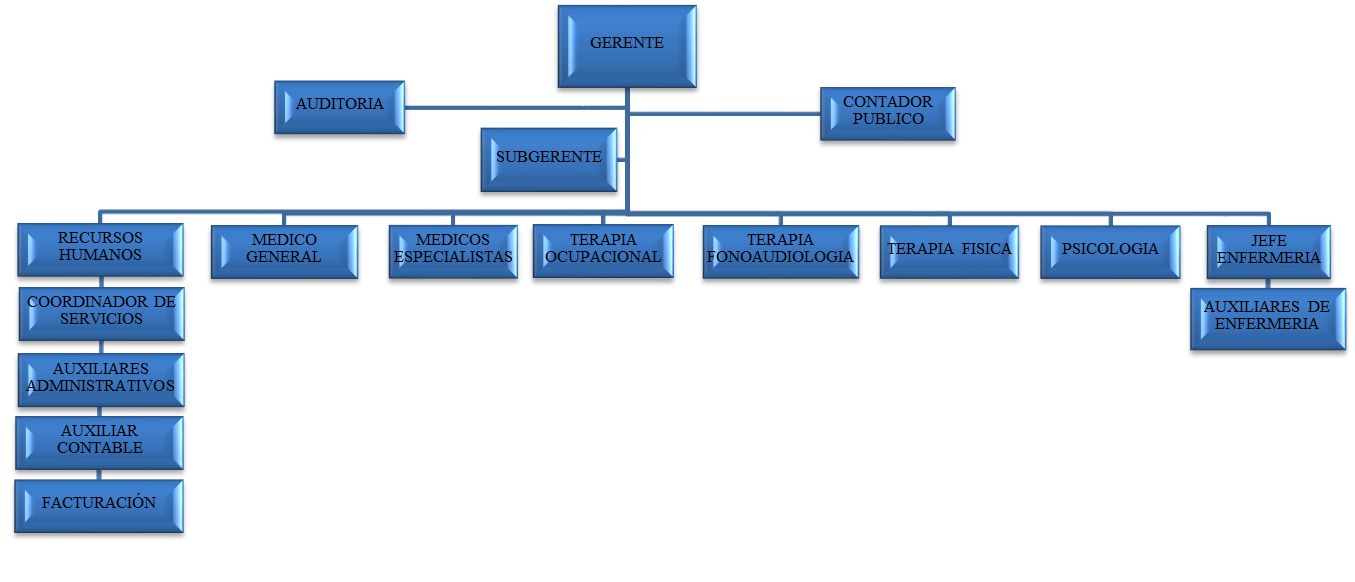 GERENTE
AUDITORIA
CONTADOR
PUBLICO
SUBGERENTE
RECURSOS
HUMANOS
MEDICO
GENERAL
MEDICOS
ESPECIALISTAS
TERAPIA
OCUPACIONAL
TERAPIA
FONOAUDIOLOGIA
TERAPIA FISICA
PSICOLOGIA
JEFE
ENFERMERIA
COORDINADOR DE
SERVICIOS
AUXILIARES DE
ENFERMERIA
AUXILIARES
ADMINISTRATIVOS
AUXILIAR
CONTABLE
FACTURACIÓN